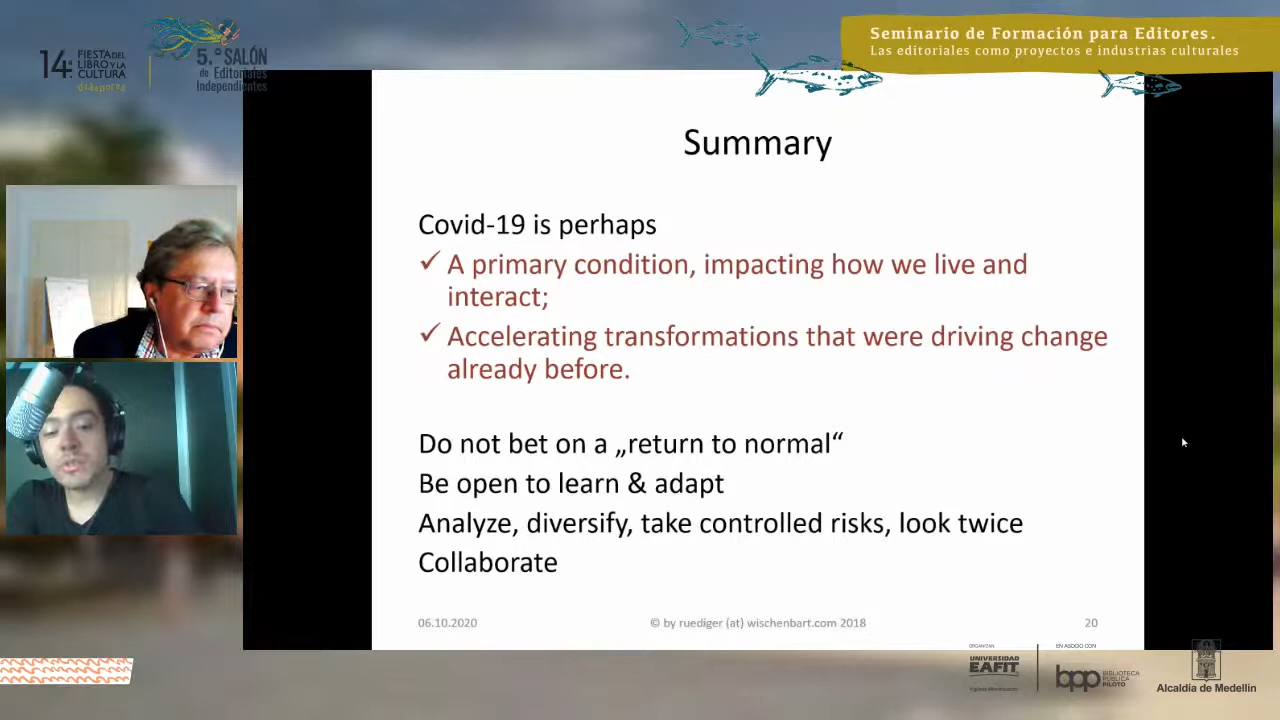 14 FIESTA DEL
LIBRO Y LA
CULTURA
diáspora
5.º SALÓN
de Editoriales
Independientes
Seminario de Formación para Editores.
Las editoriales como proyectos e industrias culturales
Summary
Covid-19 is perhaps
✓ A primary condition, impacting how we live and
interact;
✓ Accelerating transformations that were driving change
already before.
Do not bet on a „return to normal“
Be open to learn & adapt
Analyze, diversify, take controlled risks, look twice
Collaborate
06.10.2020
© by ruediger (at) wischenbart.com 2018
20
ORGANIZAN
UNIVERSIDAD
EAFIT
EN ASOCIO CON
bpp BIBLIOTECA
PÚBLICA
PILOTO
Alcaldía de Medellín